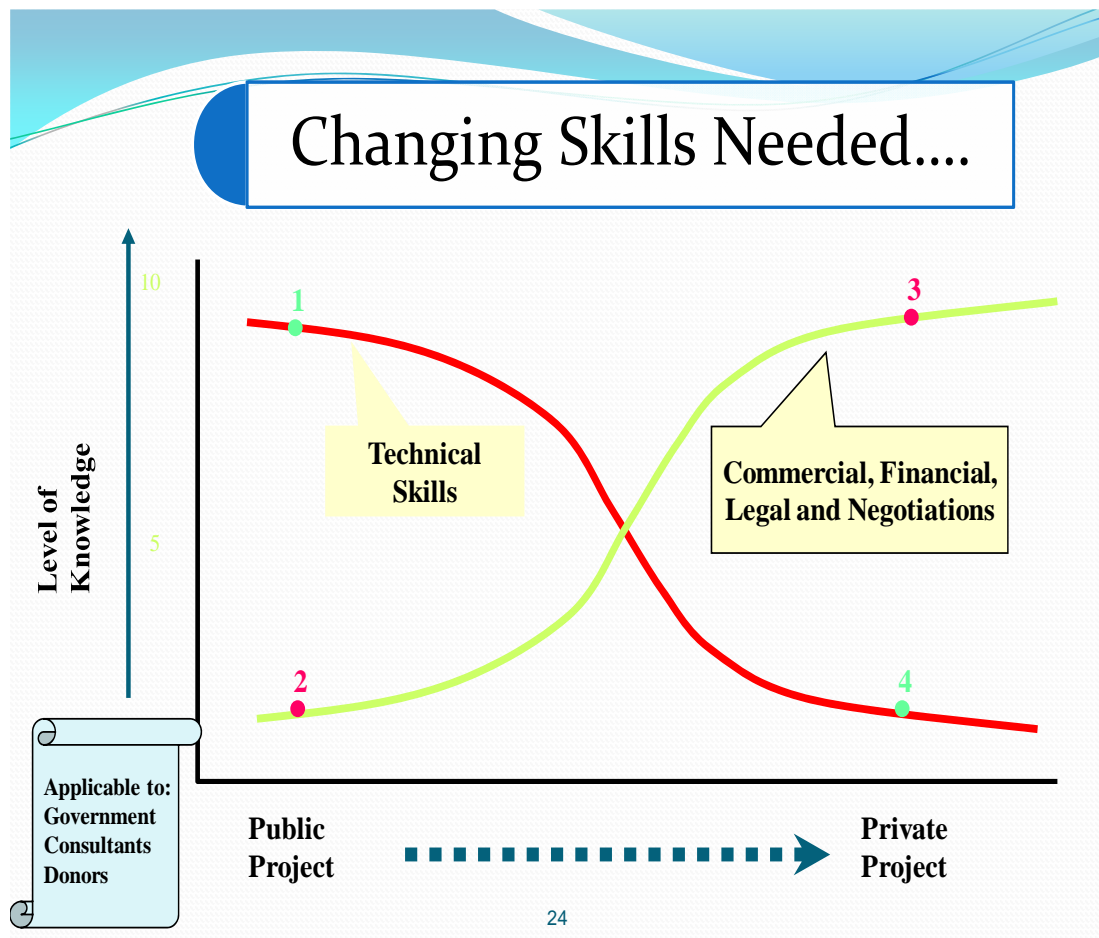 Changing Skills Needed....
10
1
3
Technical
Skills
Commercial, Financial,
Legal and Negotiations
Level of
Knowledge
5
2
4
Applicable to:
Government
Consultants
Donors
Public
Project
Private
Project
24